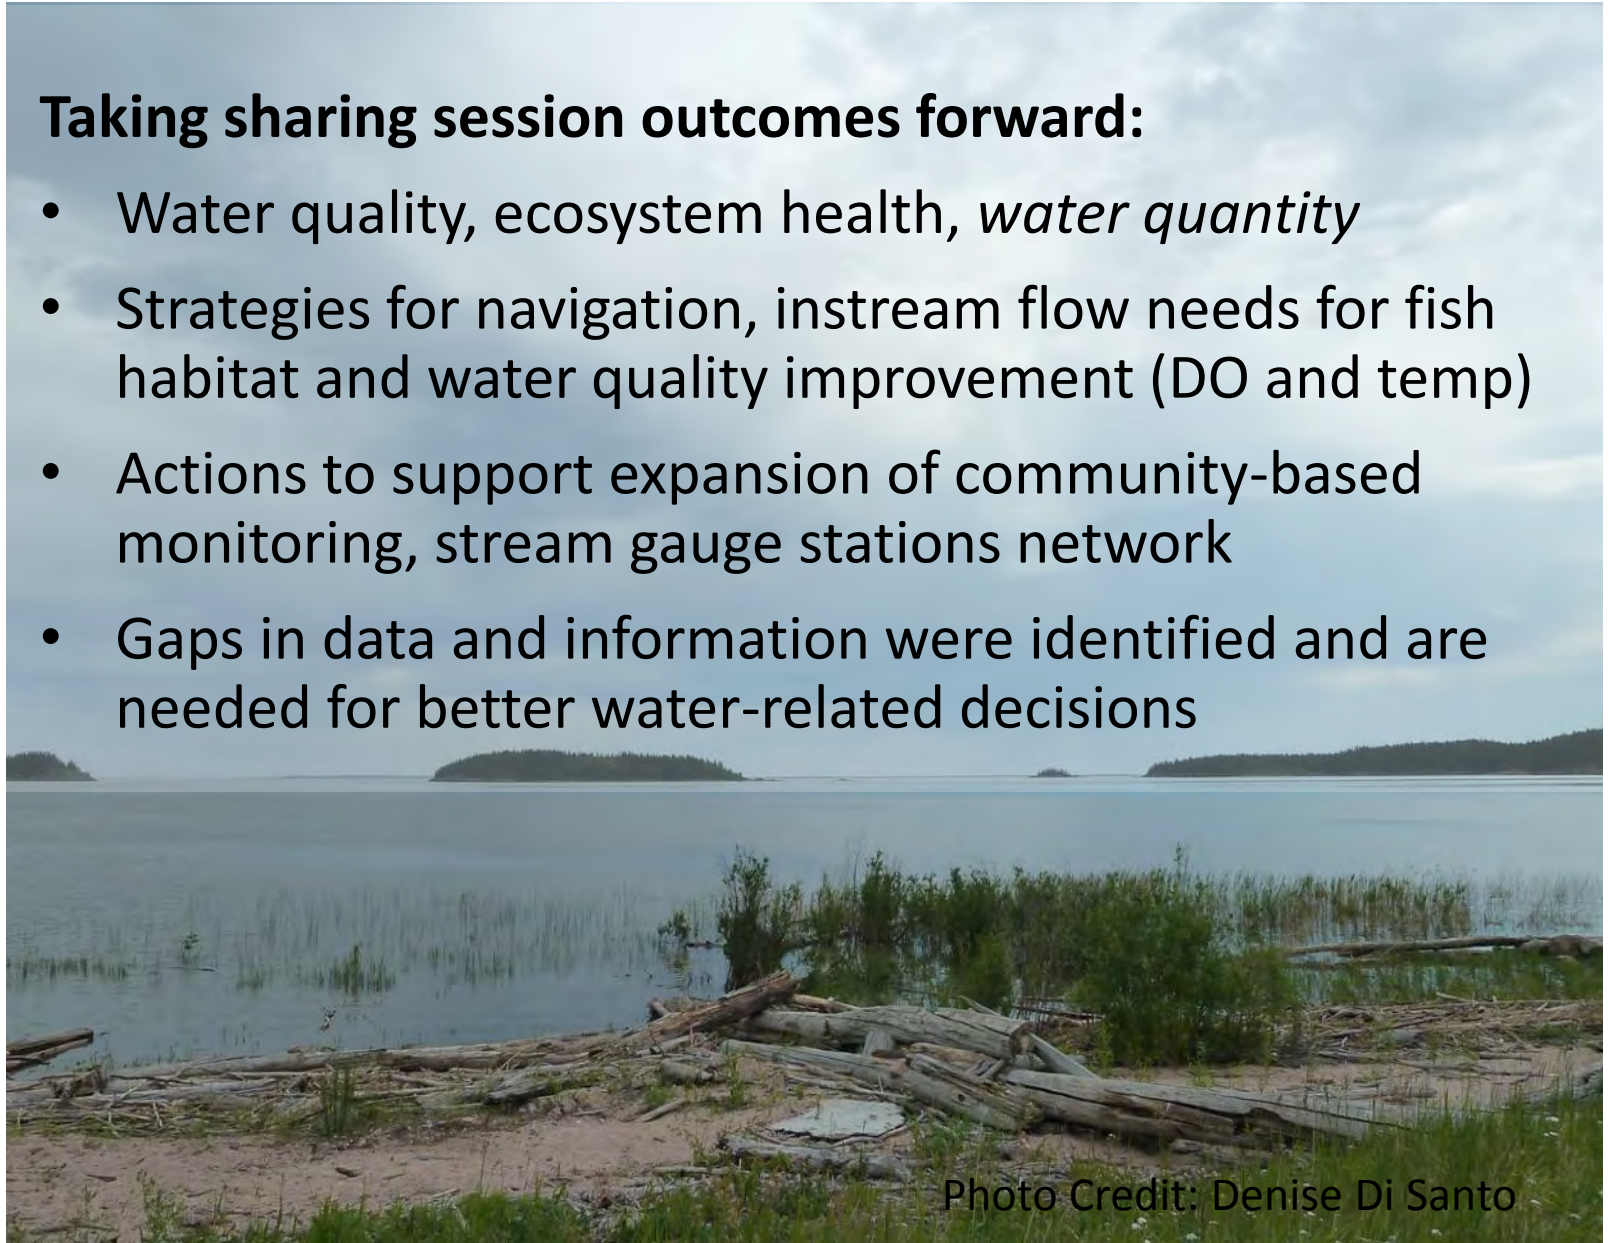 Taking sharing session outcomes forward:
• Water quality, ecosystem health, water quantity
• Strategies for navigation, instream flow needs for fish
habitat and water quality improvement (DO and temp)
• Actions to support expansion of community-based
monitoring, stream gauge stations network
• Gaps in data and information were identified and are
needed for better water-related decisions
Photo Credit: Denise Di Santo